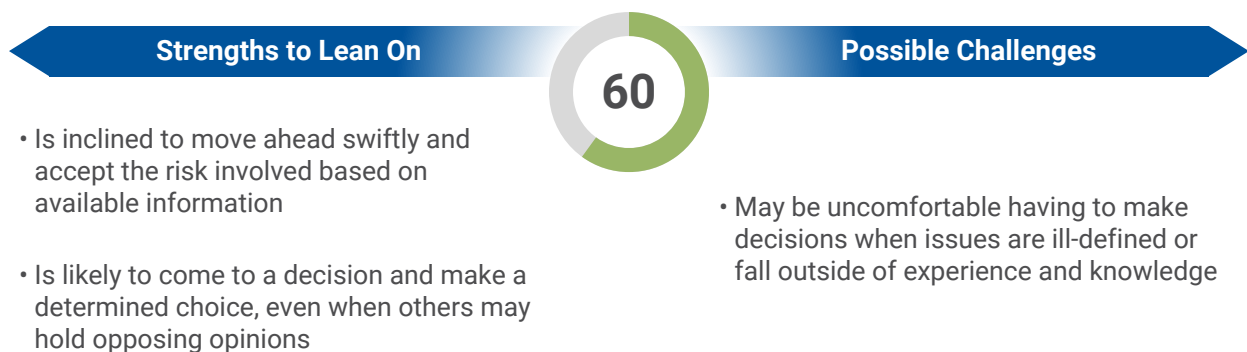 Strengths to Lean On
60
Possible Challenges
• Is inclined to move ahead swiftly and
accept the risk involved based on
available information
• Is likely to come to a decision and make a
determined choice, even when others may
hold opposing opinions
• May be uncomfortable having to make
decisions when issues are ill-defined or
fall outside of experience and knowledge